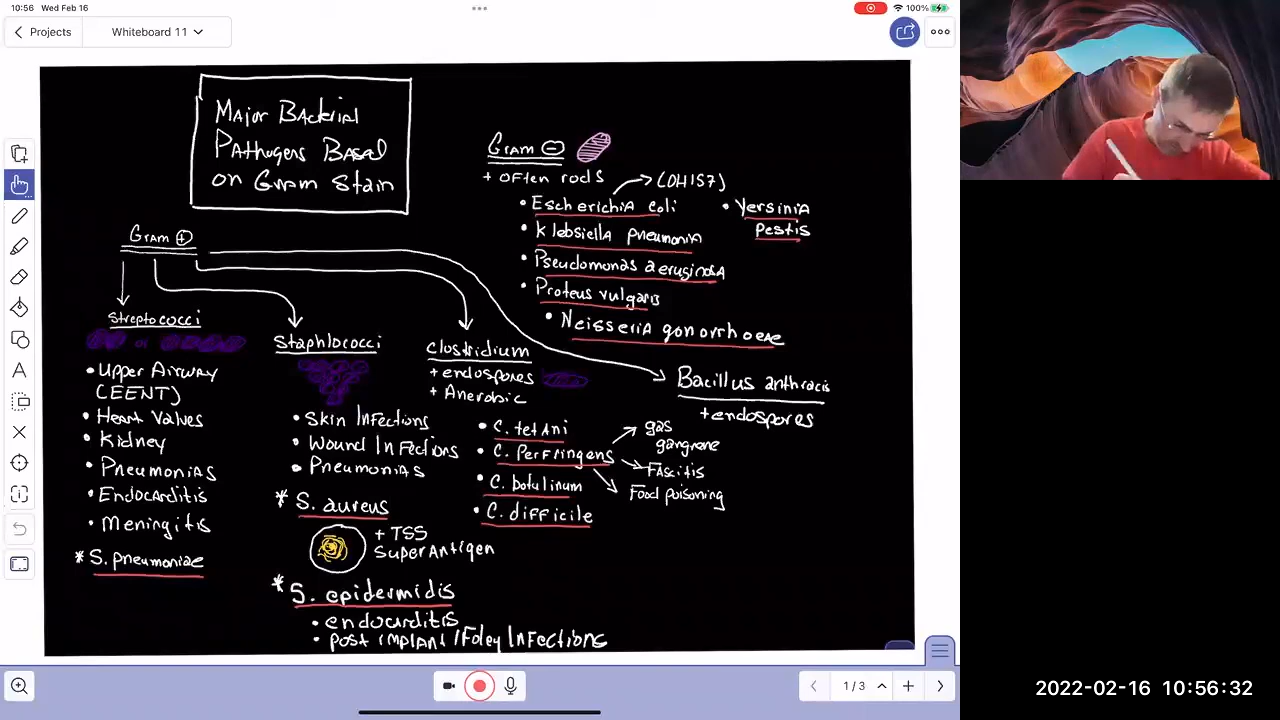 10:56 Wed Feb 16
100%
Projects
Whiteboard 11
Major Bacterial
Pathogens Based
on Gram Stain
Gram +
Streptococci
or
• Upper Airway
(EENT)
• Heart Valves
• Kidney
• Pneumonias
• Endocarditis
• Meningitis
* S. pneumoniae
Staphlococci
• Skin Infections
• Wound Infections
• Pneumonias
* S. aureus
+ TSS
SuperAntigen
* S. epidermidis
• endocarditis
• post implant/Foley Infections
Clostridium
+ endospores
+ Anerobic
• C. tetani
• C. perfringens
gas
gangrene
Fascitis
Food poisoning
• C. botulinum
• C. difficile
Bacillus anthracis
+ endospores
Gram -
+ often rods
(OH157)
• Escherichia coli
• Klebsiella pneumonia
• Pseudomonas aeruginosa
• Proteus vulgaris
• Neisseria gonorrhoeae
• Yersinia
pestis
A
1/3
2022-02-16 10:56:32